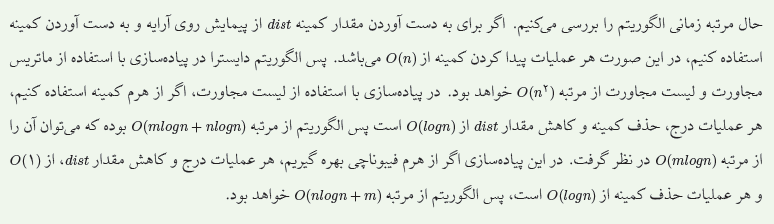 حال مرتبه زمانی الگوریتم را بررسی می‌کنیم. اگر برای به دست آوردن مقدار کمینه dist از پیمایش روی آرایه و به دست آوردن کمینه
استفاده کنیم، در این صورت هر عملیات پیدا کردن کمینه از O(n) می‌باشد. پس الگوریتم دایسترا در پیاده‌سازی با استفاده از ماتریس
مجاورت و لیست مجاورت از مرتبه O(n۲) خواهد بود. در پیاده‌سازی با استفاده از لیست مجاورت، اگر از هرم کمینه استفاده کنیم،
هر عملیات درج، حذف کمینه و کاهش مقدار dist از O(logn) است پس الگوریتم از مرتبه O(mlogn + nlogn) بوده که می‌توان آن را
از مرتبه O(mlogn) در نظر گرفت. در این پیاده‌سازی اگر از هرم فیبوناچی بهره گیریم، هر عملیات درج و کاهش مقدار dist، از O(۱)
و هر عملیات حذف کمینه از O(logn) است، پس الگوریتم از مرتبه O(nlogn + m) خواهد بود.